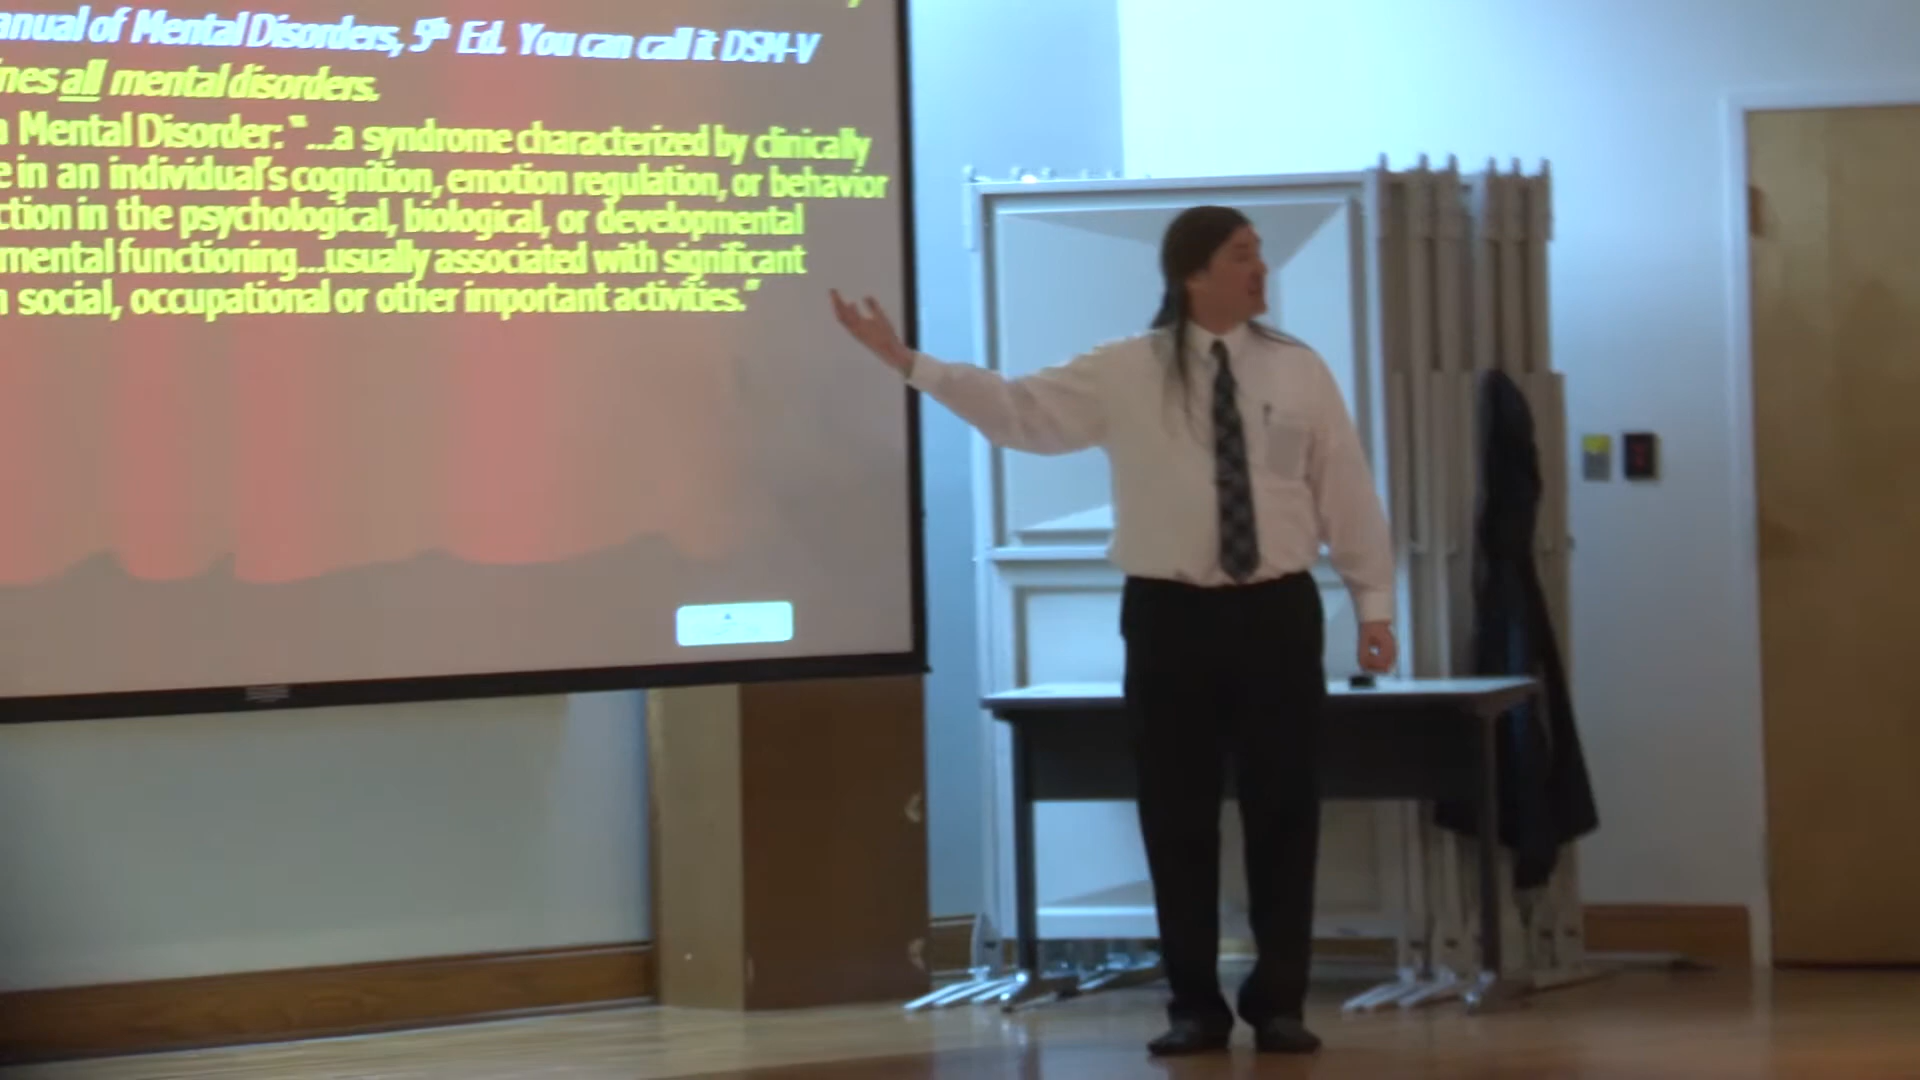 anual of Mental Disorders, 5th Ed. You can call it DSM-V
ines all mental disorders.
Mental Disorder: "...a syndrome characterized by clinically
e in an individual's cognition, emotion regulation, or behavior
ction in the psychological, biological, or developmental
mental functioning...usually associated with significant
social, occupational or other important activities."